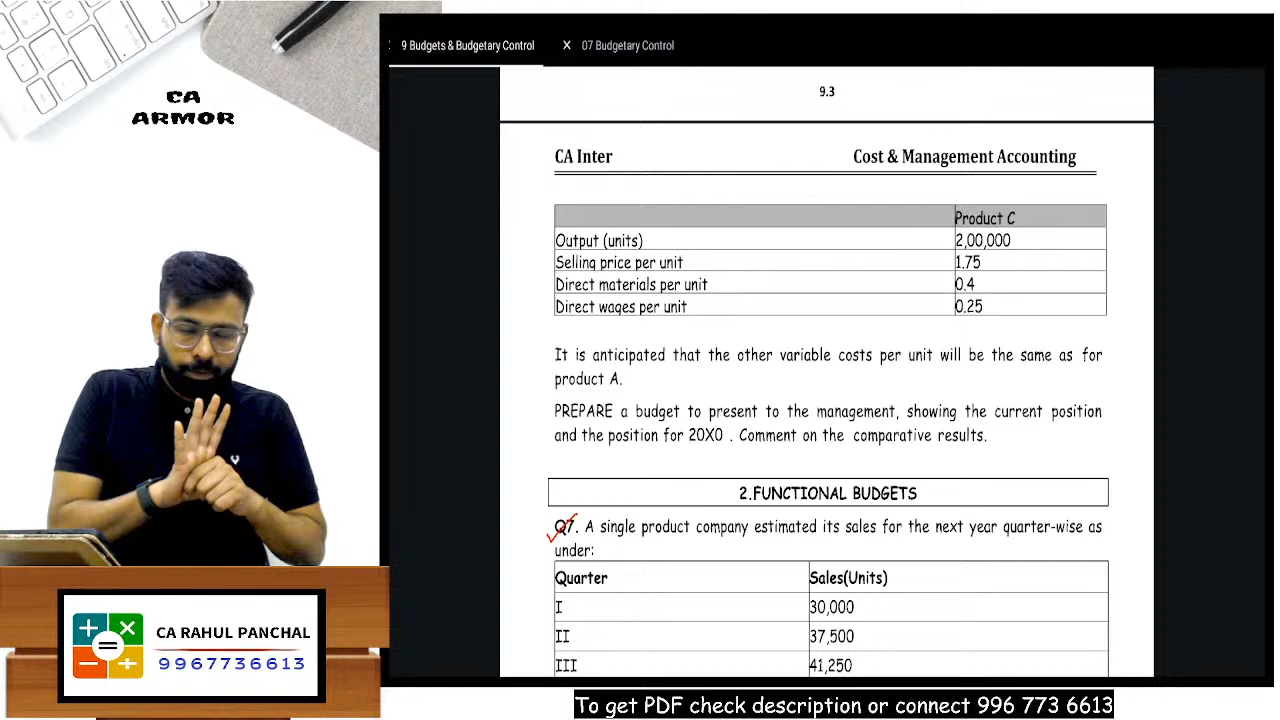 9 Budgets & Budgetary Control
X 07 Budgetary Control
CA
ARMOR
9.3
CA Inter Cost & Management Accounting
Product C
Output (units) 2,00,000
Selling price per unit 1.75
Direct materials per unit 0.4
Direct wages per unit 0.25
It is anticipated that the other variable costs per unit will be the same as for
product A.
PREPARE a budget to present to the management, showing the current position
and the position for 20X0 . Comment on the comparative results.
2.FUNCTIONAL BUDGETS
Q7. A single product company estimated its sales for the next year quarter-wise as
under:
Quarter Sales(Units)
I 30,000
II 37,500
III 41,250
CA RAHUL PANCHAL
9967736613
To get PDF check description or connect 996 773 6613